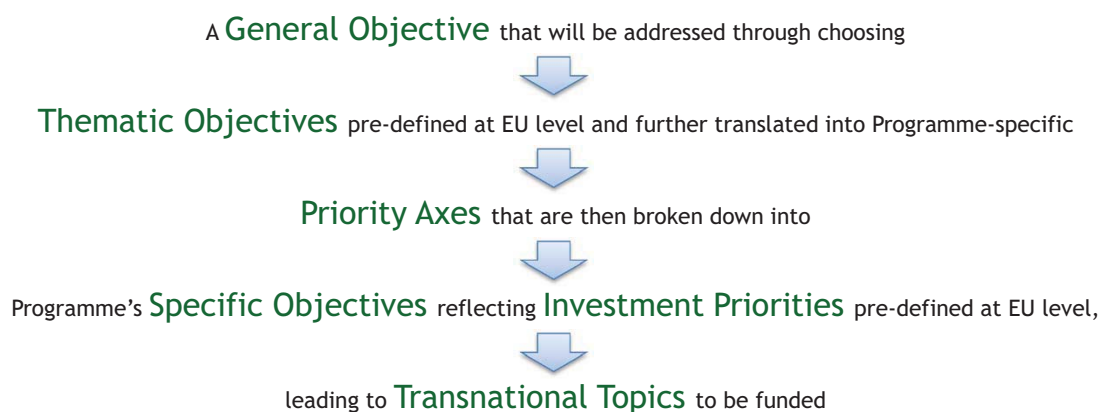 A General Objective that will be addressed through choosing
Thematic Objectives pre-defined at EU level and further translated into Programme-specific
Priority Axes that are then broken down into
Programme’s Specific Objectives reflecting Investment Priorities pre-defined at EU level,
leading to Transnational Topics to be funded